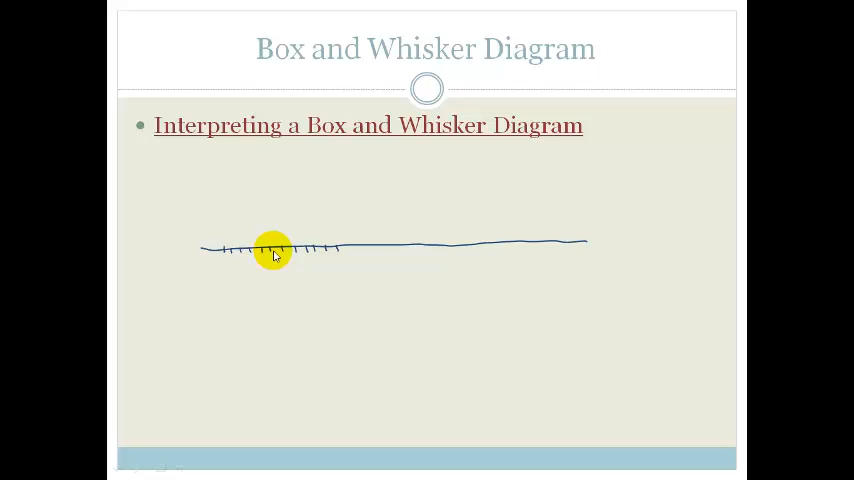 Box and Whisker Diagram
Interpreting a Box and Whisker Diagram